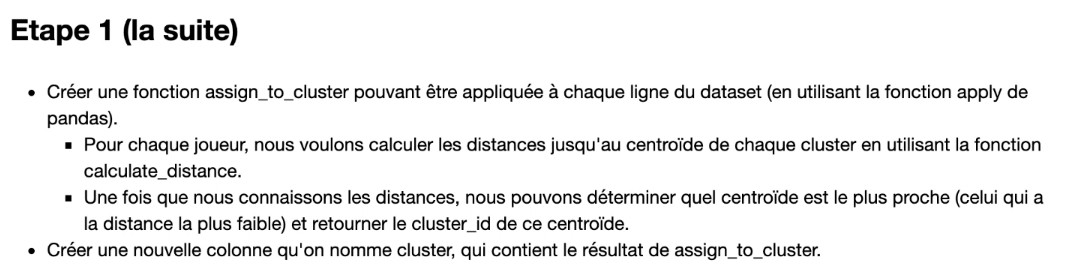 Etape 1 (la suite)
• Créer une fonction assign_to_cluster pouvant être appliquée à chaque ligne du dataset (en utilisant la fonction apply de
pandas).
▪ Pour chaque joueur, nous voulons calculer les distances jusqu'au centroïde de chaque cluster en utilisant la fonction
calculate_distance.
▪ Une fois que nous connaissons les distances, nous pouvons déterminer quel centroïde est le plus proche (celui qui a
la distance la plus faible) et retourner le cluster_id de ce centroïde.
• Créer une nouvelle colonne qu'on nomme cluster, qui contient le résultat de assign_to_cluster.